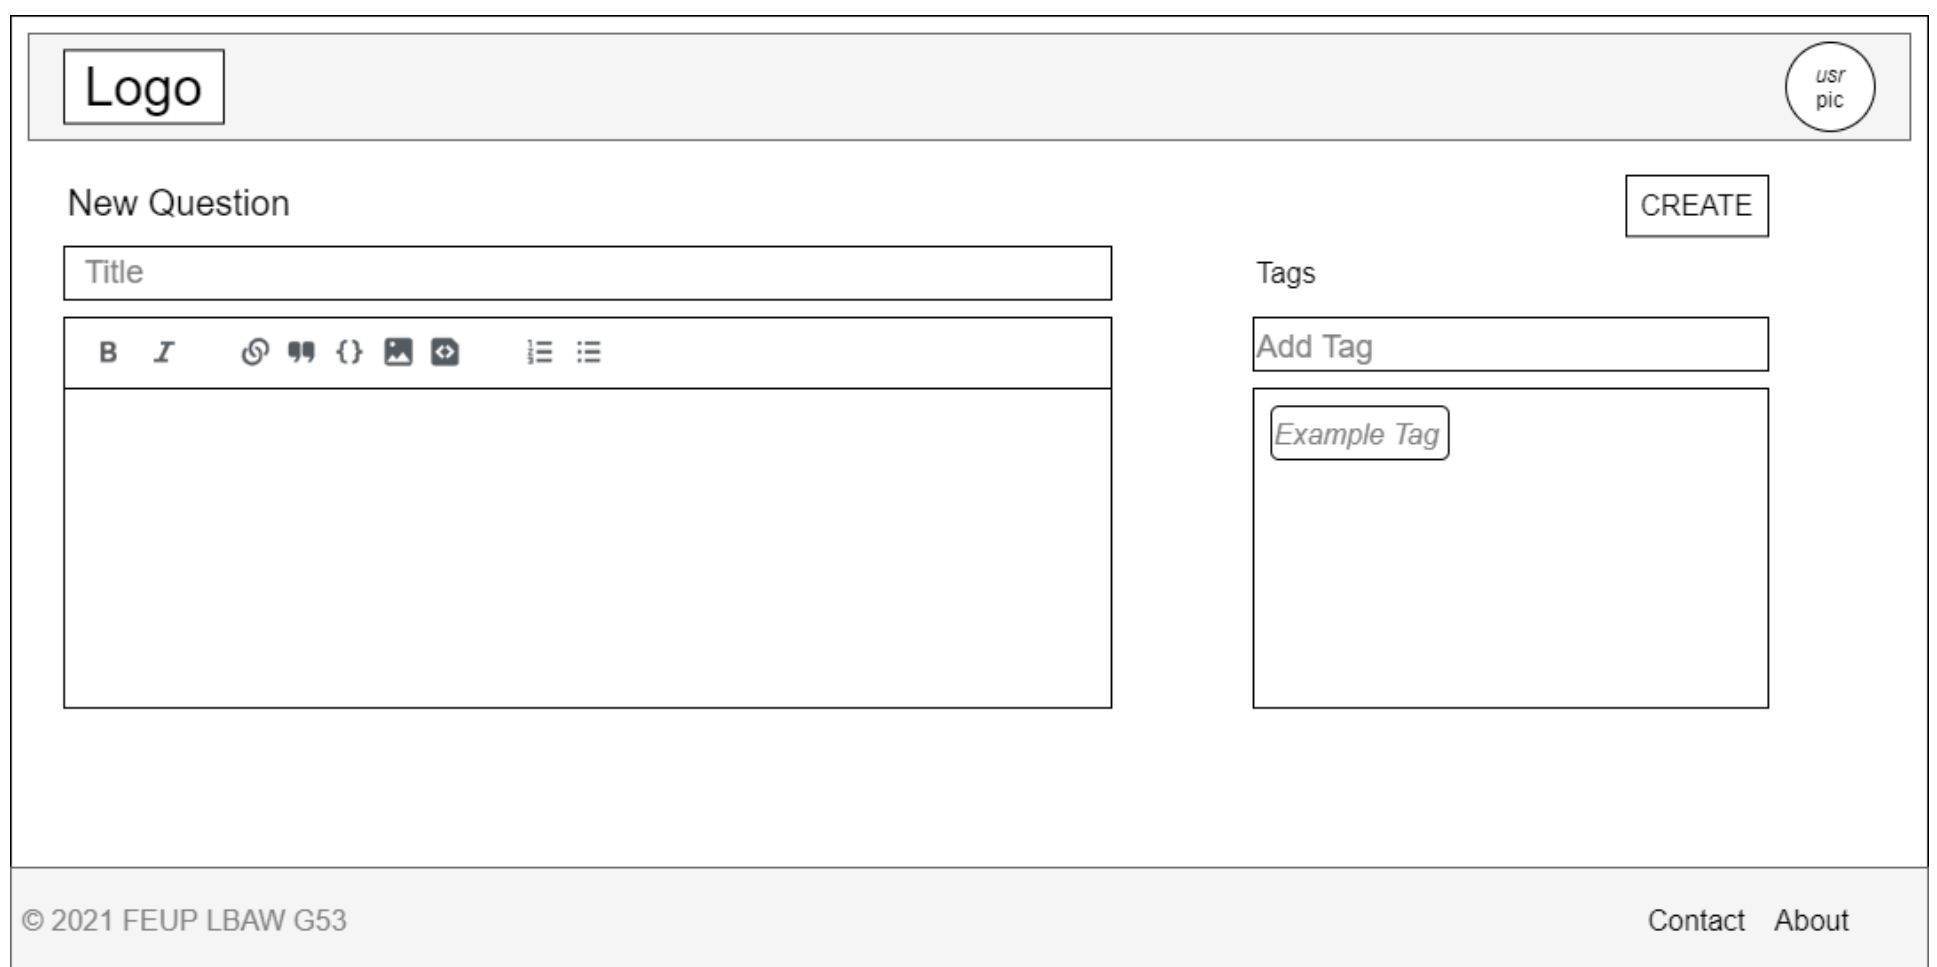 Logo
usr
pic
New Question
CREATE
Title
Tags
B I
Add Tag
Example Tag
© 2021 FEUP LBAW G53
Contact About